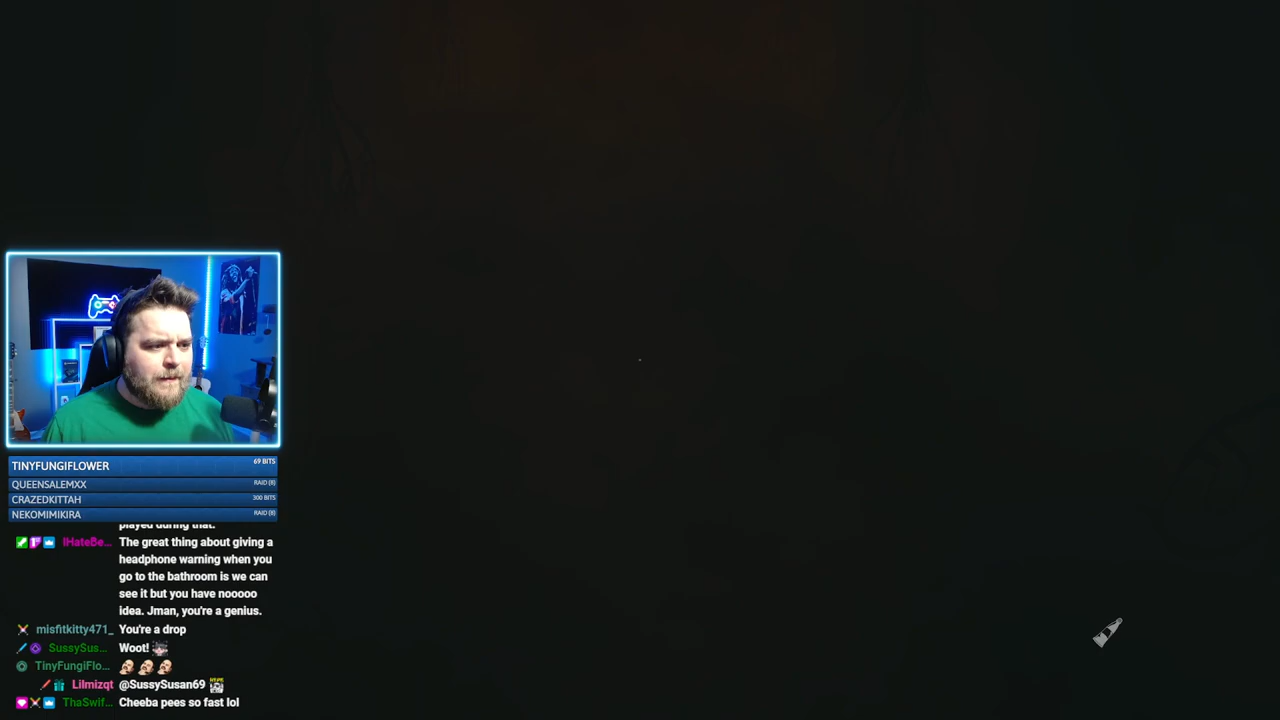 TINYFUNGIFLOWER 69 BITS
QUEENSALEMXX RAID (8)
CRAZEDKITTAH 300 BITS
NEKOMIMIKIRA RAID (8)
played during that.
IHateBe... The great thing about giving a
headphone warning when you
go to the bathroom is we can
see it but you have nooooo
idea. Jman, you're a genius.
misfitkitty471_ You're a drop
SussySus... Woot!
TinyFungiFlo...
Lilmizqt @SussySusan69
ThaSwif... Cheeba pees so fast lol